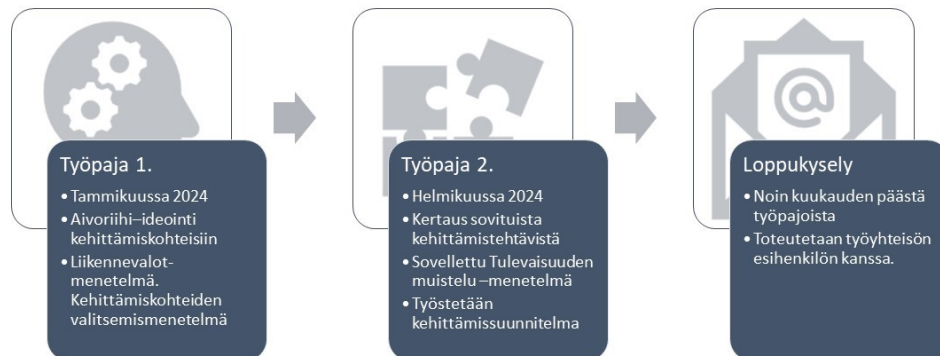 Työpaja 1.
• Tammikuussa 2024
• Aivoriihi–ideointi
kehittämiskohteisiin
• Liikennevalot-
menetelmä.
Kehittämiskohteiden
valitsemismenetelmä
Työpaja 2.
• Helmikuussa 2024
• Kertaus sovituista
kehittämistehtävistä
• Sovellettu Tulevaisuuden
muistelu –menetelmä
• Työstetään
kehittämissuunnitelma
@
Loppukysely
• Noin kuukauden päästä
työpajoista
• Toteutetaan työyhteisön
esihenkilön kanssa.